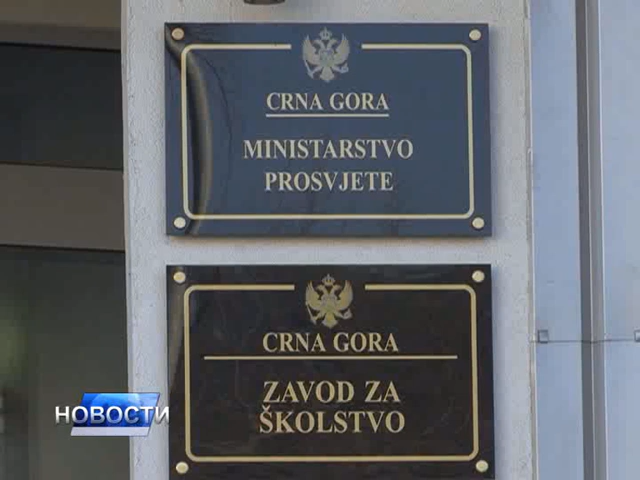 CRNA GORA
MINISTARSTVO
PROSVJETE
CRNA GORA
ZAVOD ZA
ŠKOLSTVO
НОВОСТИ